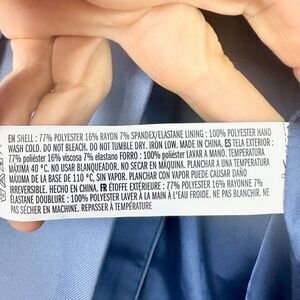 EN SHELL : 77% POLYESTER 16% RAYON 7% SPANDEX/ELASTANE LINING : 100% POLYESTER HAND
WASH COLD. DO NOT BLEACH. DO NOT TUMBLE DRY. IRON LOW. MADE IN CHINA. ES TELA EXTERIOR :
77% poliéster 16% viscosa 7% elastano FORRO : 100% poliéster LAVAR A MANO. TEMPERATURA
MÁXIMA 40 °C. NO USAR BLANQUEADOR. NO SECAR EN MÁQUINA. PLANCHAR A UNA TEMPERATURA
MÁXIMA DE LA BASE DE 110 °C, SIN VAPOR. PLANCHAR CON VAPOR PUEDE CAUSAR DAÑO
IRREVERSIBLE. HECHO EN CHINA. FR ÉTOFFE EXTÉRIEURE : 77% POLYESTER 16% RAYONNE 7%
ÉLASTANE DOUBLURE : 100% POLYESTER LAVER À LA MAIN À L'EAU FROIDE. NE PAS BLANCHIR. NE
PAS SÉCHER EN MACHINE. REPASSER À TEMPÉRATURE